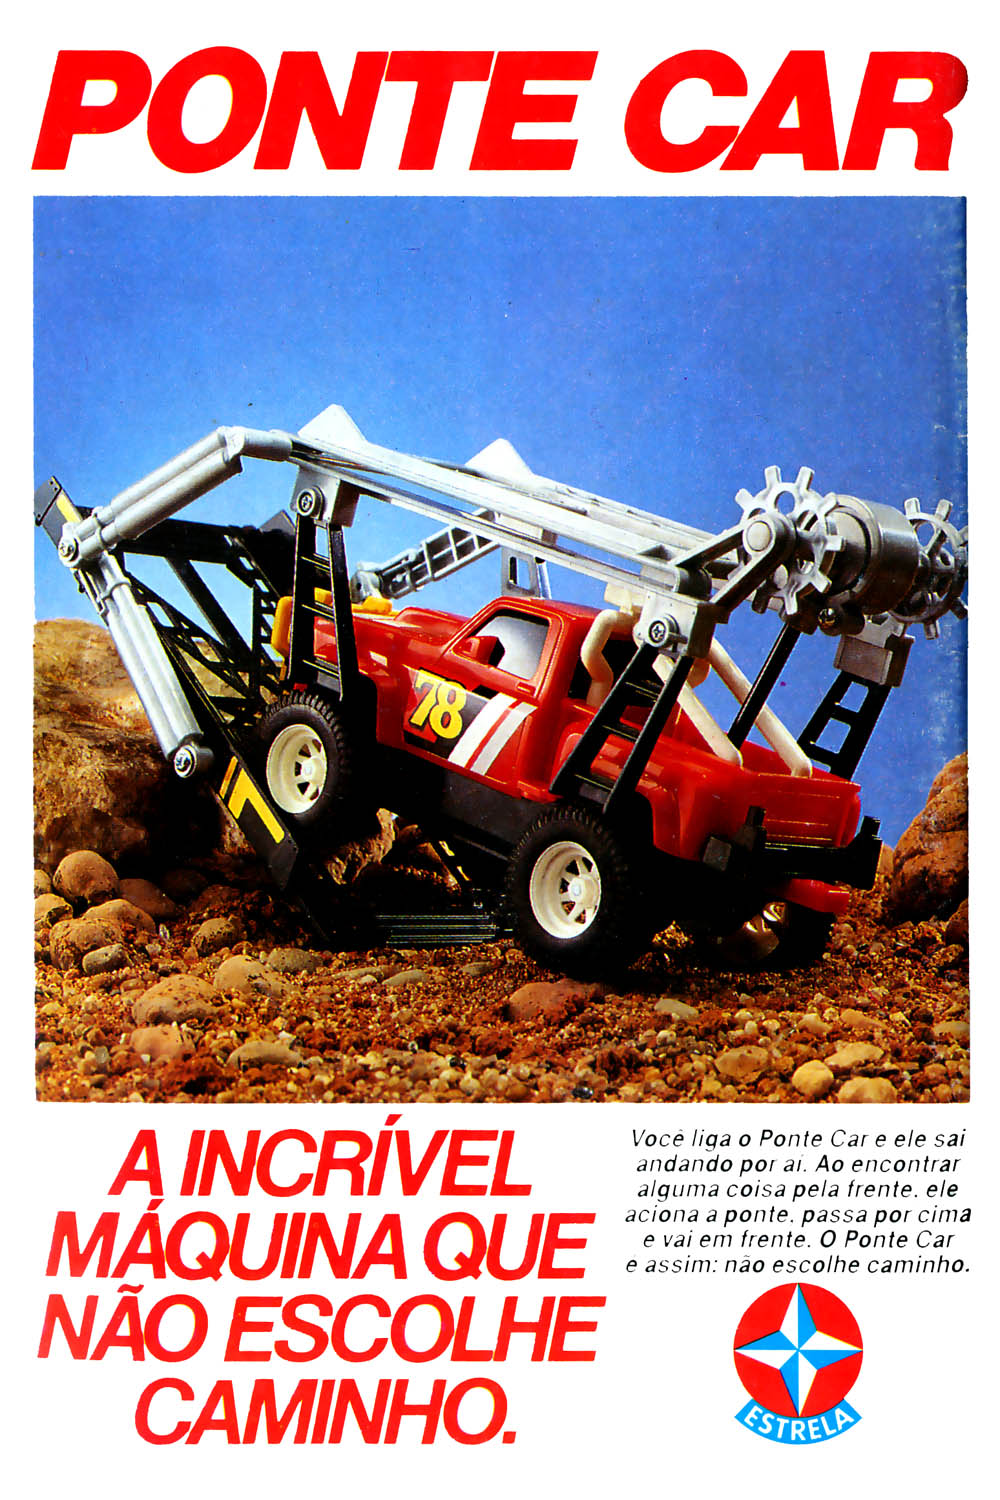 PONTE CAR
78
A INCRÍVEL
MÁQUINA QUE
NÃO ESCOLHE
CAMINHO.
Você liga o Ponte Car e ele sai
andando por aí. Ao encontrar
alguma coisa pela frente, ele
aciona a ponte, passa por cima
e vai em frente. O Ponte Car
é assim: não escolhe caminho.
ESTRELA